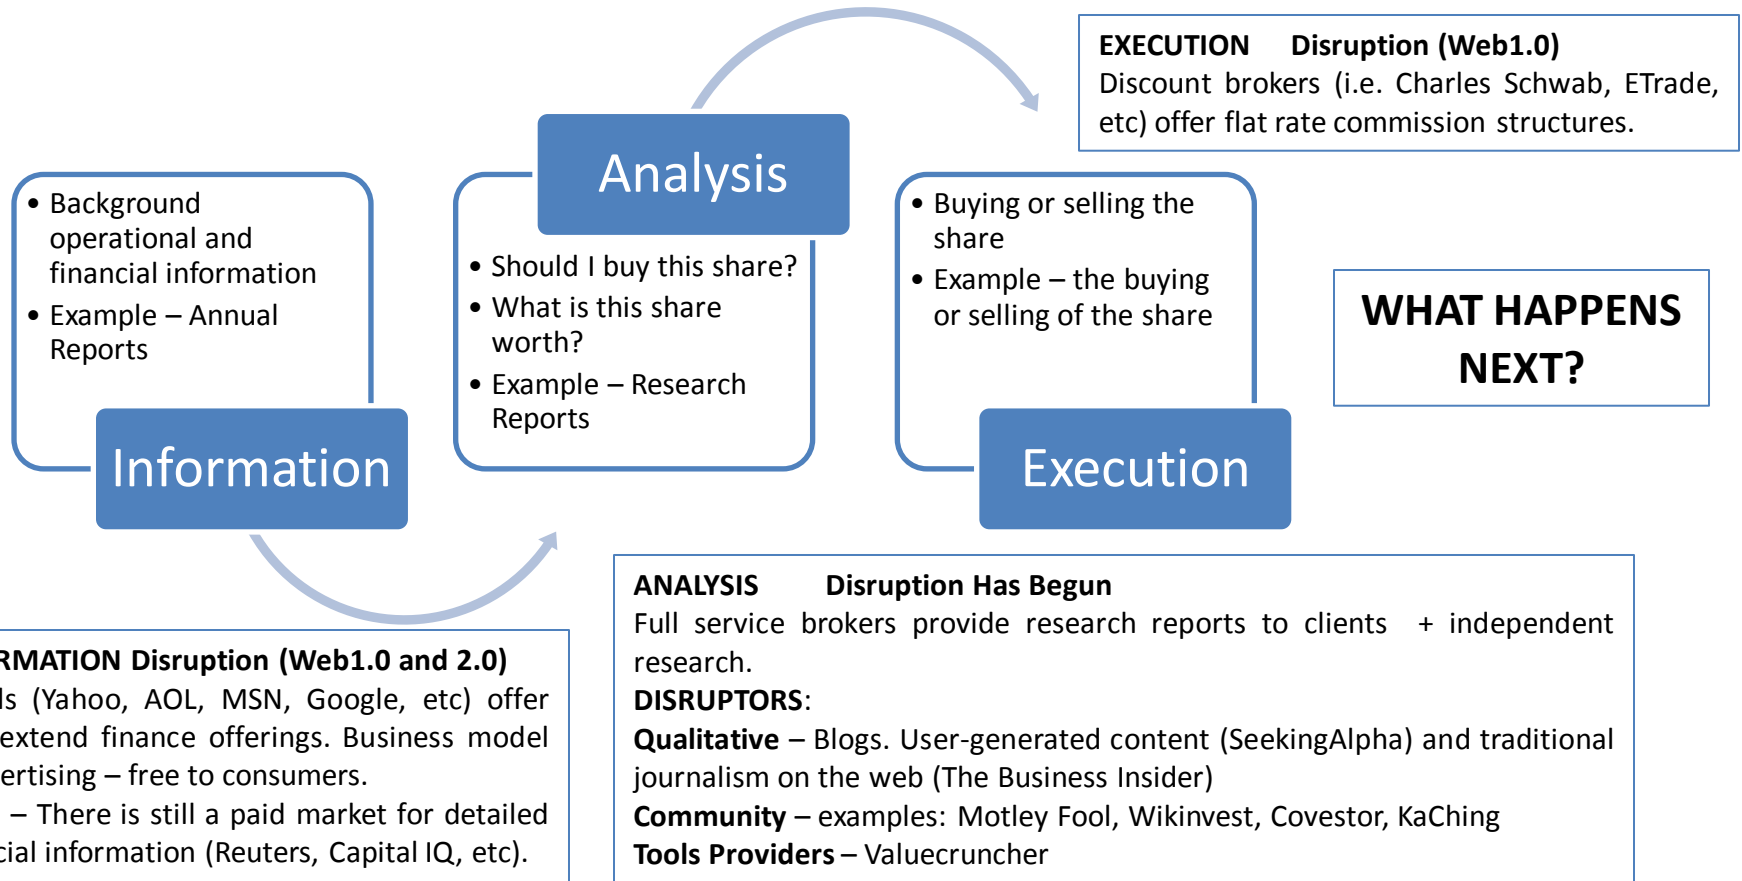 EXECUTION Disruption (Web1.0)
Discount brokers (i.e. Charles Schwab, ETrade,
etc) offer flat rate commission structures.
Analysis
• Background
operational and
financial information
• Example – Annual
Reports
Information
• Should I buy this share?
• What is this share
worth?
• Example – Research
Reports
• Buying or selling the
share
• Example – the buying
or selling of the share
Execution
WHAT HAPPENS
NEXT?
RMATION Disruption (Web1.0 and 2.0)
ls (Yahoo, AOL, MSN, Google, etc) offer
extend finance offerings. Business model
ertising – free to consumers.
– There is still a paid market for detailed
cial information (Reuters, Capital IQ, etc).
ANALYSIS Disruption Has Begun
Full service brokers provide research reports to clients + independent
research.
DISRUPTORS:
Qualitative – Blogs. User-generated content (SeekingAlpha) and traditional
journalism on the web (The Business Insider)
Community – examples: Motley Fool, Wikinvest, Covestor, KaChing
Tools Providers – Valuecruncher